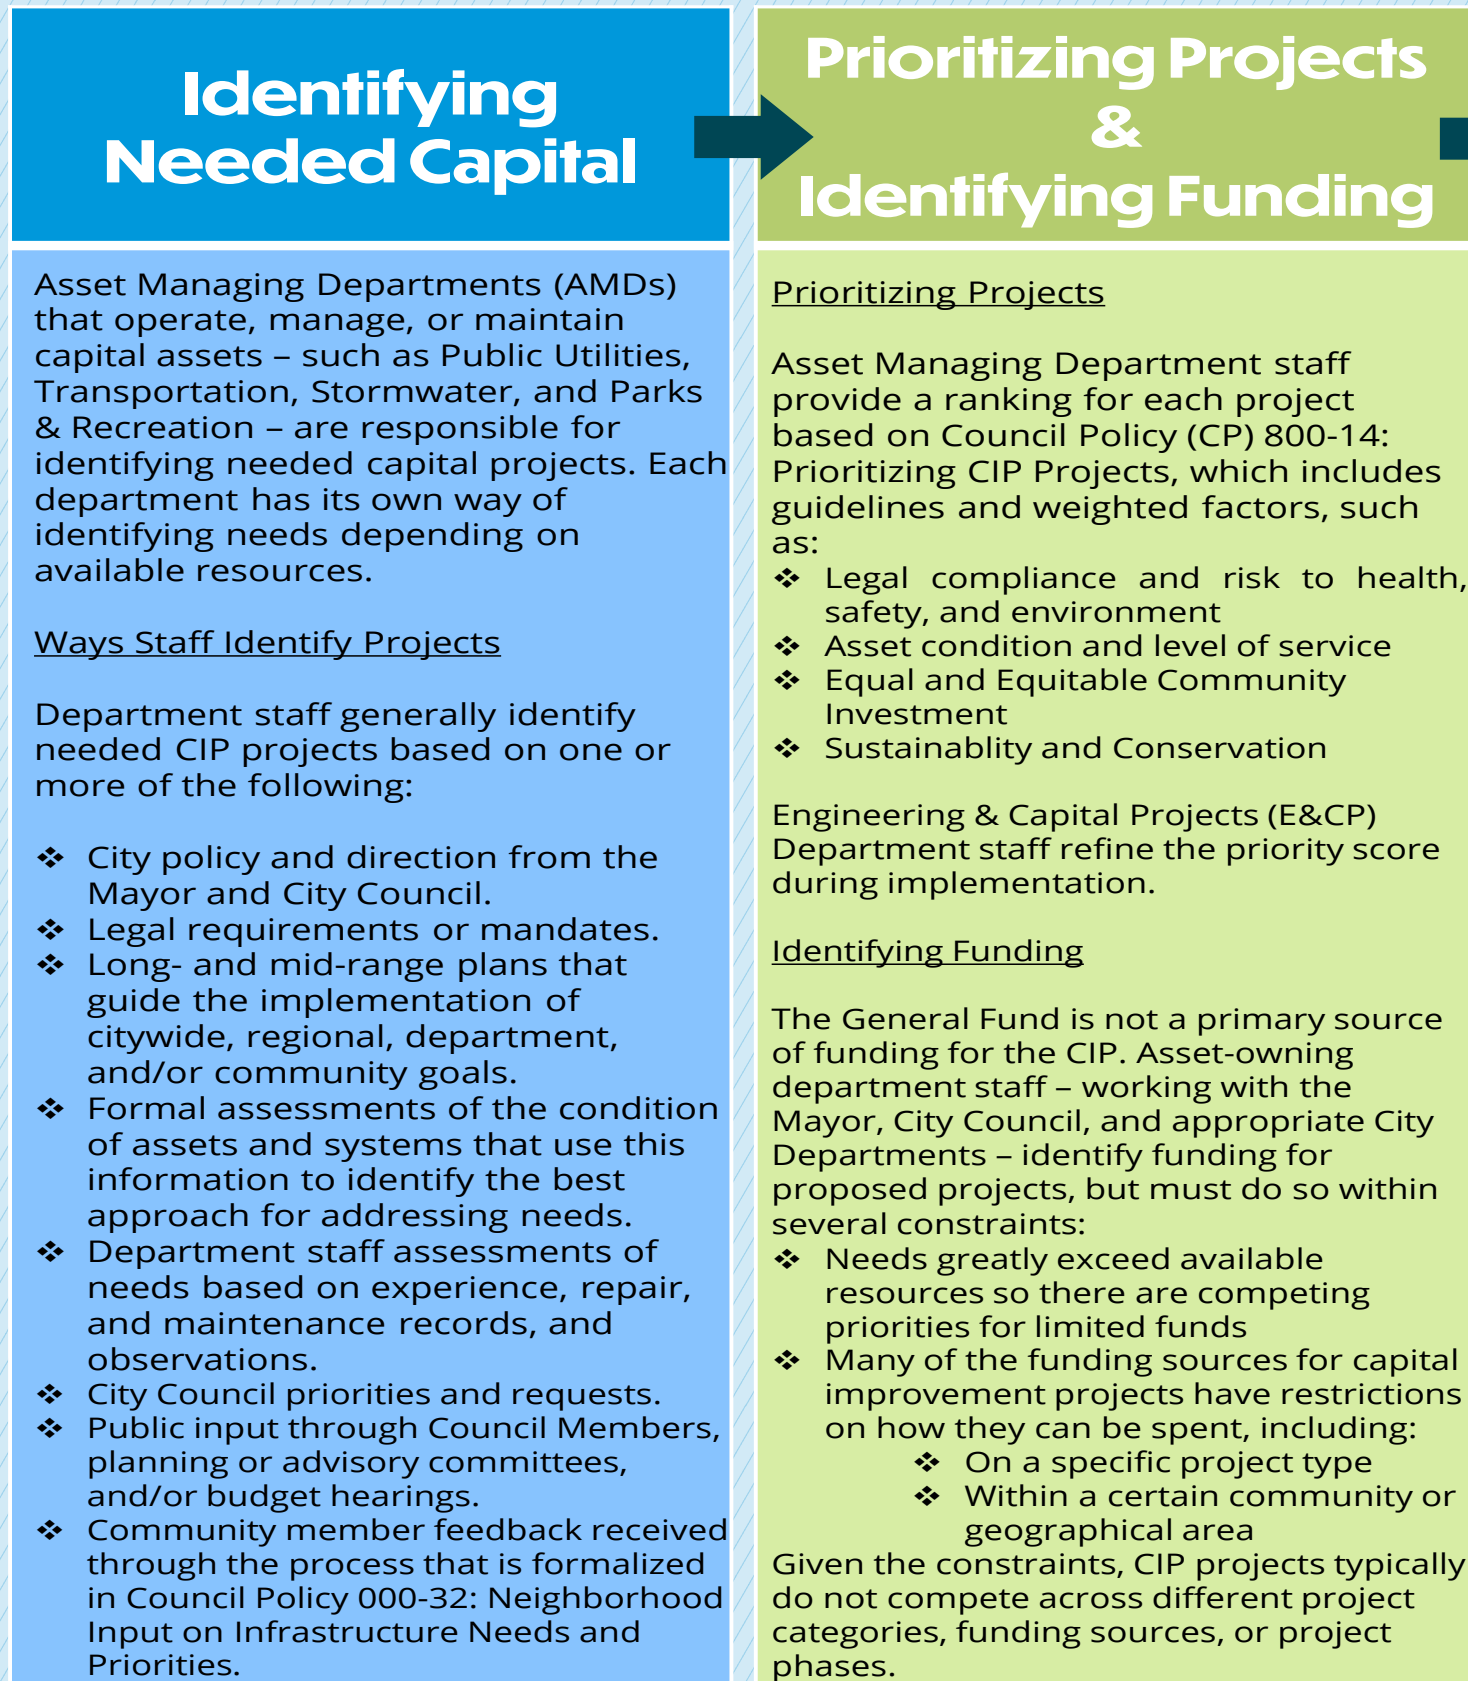 Identifying
Needed Capital
Asset Managing Departments (AMDs)
that operate, manage, or maintain
capital assets – such as Public Utilities,
Transportation, Stormwater, and Parks
& Recreation – are responsible for
identifying needed capital projects. Each
department has its own way of
identifying needs depending on
available resources.
Ways Staff Identify Projects
Department staff generally identify
needed CIP projects based on one or
more of the following:
❖ City policy and direction from the
Mayor and City Council.
❖ Legal requirements or mandates.
❖ Long- and mid-range plans that
guide the implementation of
citywide, regional, department,
and/or community goals.
❖ Formal assessments of the condition
of assets and systems that use this
information to identify the best
approach for addressing needs.
❖ Department staff assessments of
needs based on experience, repair,
and maintenance records, and
observations.
❖ City Council priorities and requests.
❖ Public input through Council Members,
planning or advisory committees,
and/or budget hearings.
❖ Community member feedback received
through the process that is formalized
in Council Policy 000-32: Neighborhood
Input on Infrastructure Needs and
Priorities.
Prioritizing Projects
&
Identifying Funding
Prioritizing Projects
Asset Managing Department staff
provide a ranking for each project
based on Council Policy (CP) 800-14:
Prioritizing CIP Projects, which includes
guidelines and weighted factors, such
as:
❖ Legal compliance and risk to health,
safety, and environment
❖ Asset condition and level of service
❖ Equal and Equitable Community
Investment
❖ Sustainablity and Conservation
Engineering & Capital Projects (E&CP)
Department staff refine the priority score
during implementation.
Identifying Funding
The General Fund is not a primary source
of funding for the CIP. Asset-owning
department staff – working with the
Mayor, City Council, and appropriate City
Departments – identify funding for
proposed projects, but must do so within
several constraints:
❖ Needs greatly exceed available
resources so there are competing
priorities for limited funds
❖ Many of the funding sources for capital
improvement projects have restrictions
on how they can be spent, including:
❖ On a specific project type
❖ Within a certain community or
geographical area
Given the constraints, CIP projects typically
do not compete across different project
categories, funding sources, or project
phases.